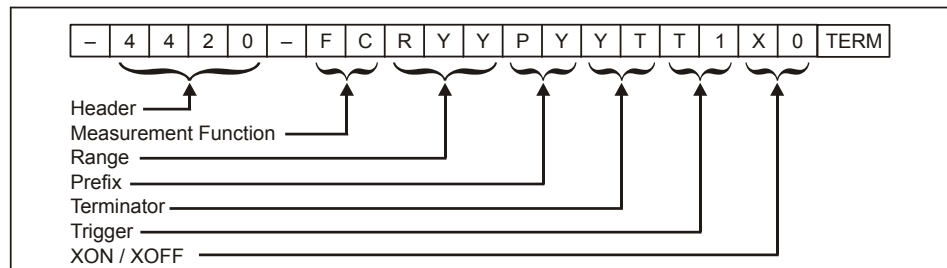 – 4 4 2 0 – F C R Y Y P Y Y T T 1 X 0 TERM
Header
Measurement Function
Range
Prefix
Terminator
Trigger
XON / XOFF